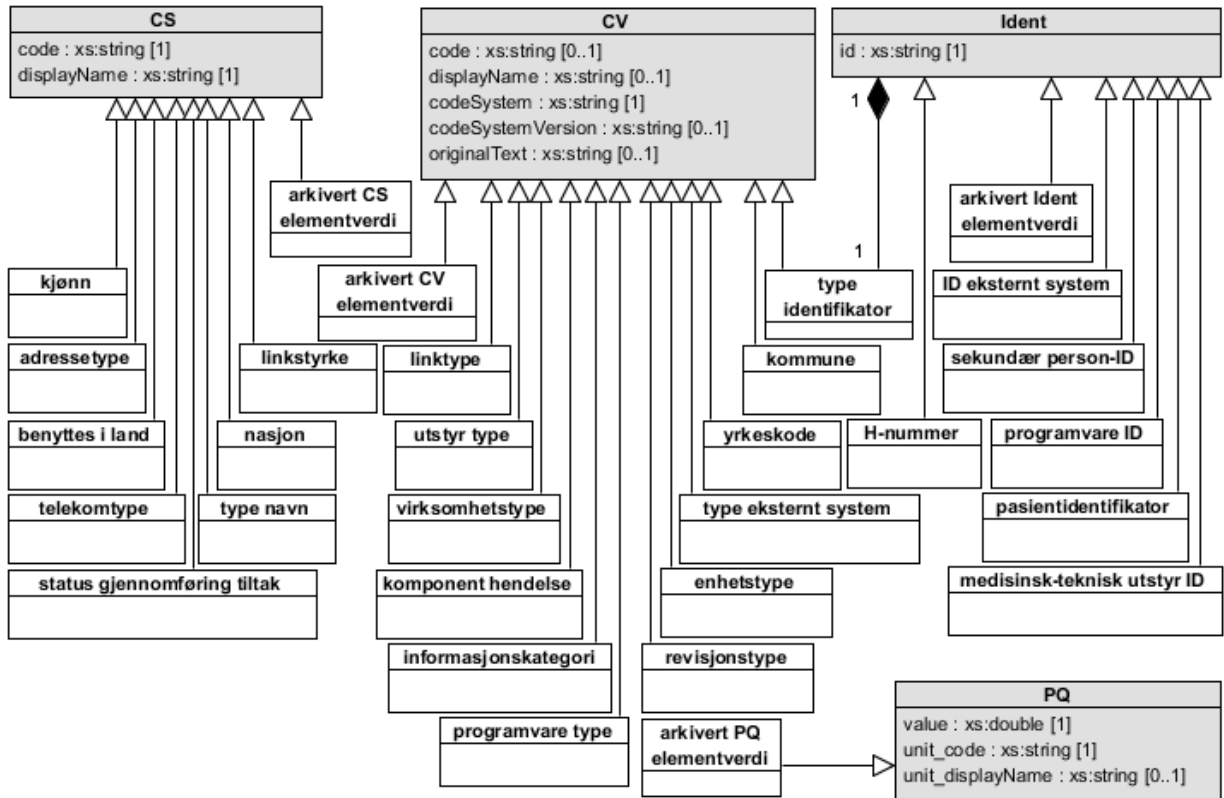 CS
code : xs:string [1]
displayName : xs:string [1]
CV
code : xs:string [0..1]
displayName : xs:string [0..1]
codeSystem : xs:string [1]
codeSystemVersion : xs:string [0..1]
originalText : xs:string [0..1]
Ident
id : xs:string [1]
1
1
arkivert CS
elementverdi
arkivert CV
elementverdi
type
identifikator
arkivert Ident
elementverdi
kjønn
ID eksternt system
adressetype
linkstyrke
linktype
kommune
sekundær person-ID
benyttes i land
nasjon
utstyr type
yrkeskode
H-nummer
programvare ID
telekomtype
type navn
virksomhetstype
type eksternt system
pasientidentifikator
status gjennomføring tiltak
komponent hendelse
enhetstype
medisinsk-teknisk utstyr ID
informasjonskategori
revisjonstype
programvare type
arkivert PQ
elementverdi
PQ
value : xs:double [1]
unit_code : xs:string [1]
unit_displayName : xs:string [0..1]